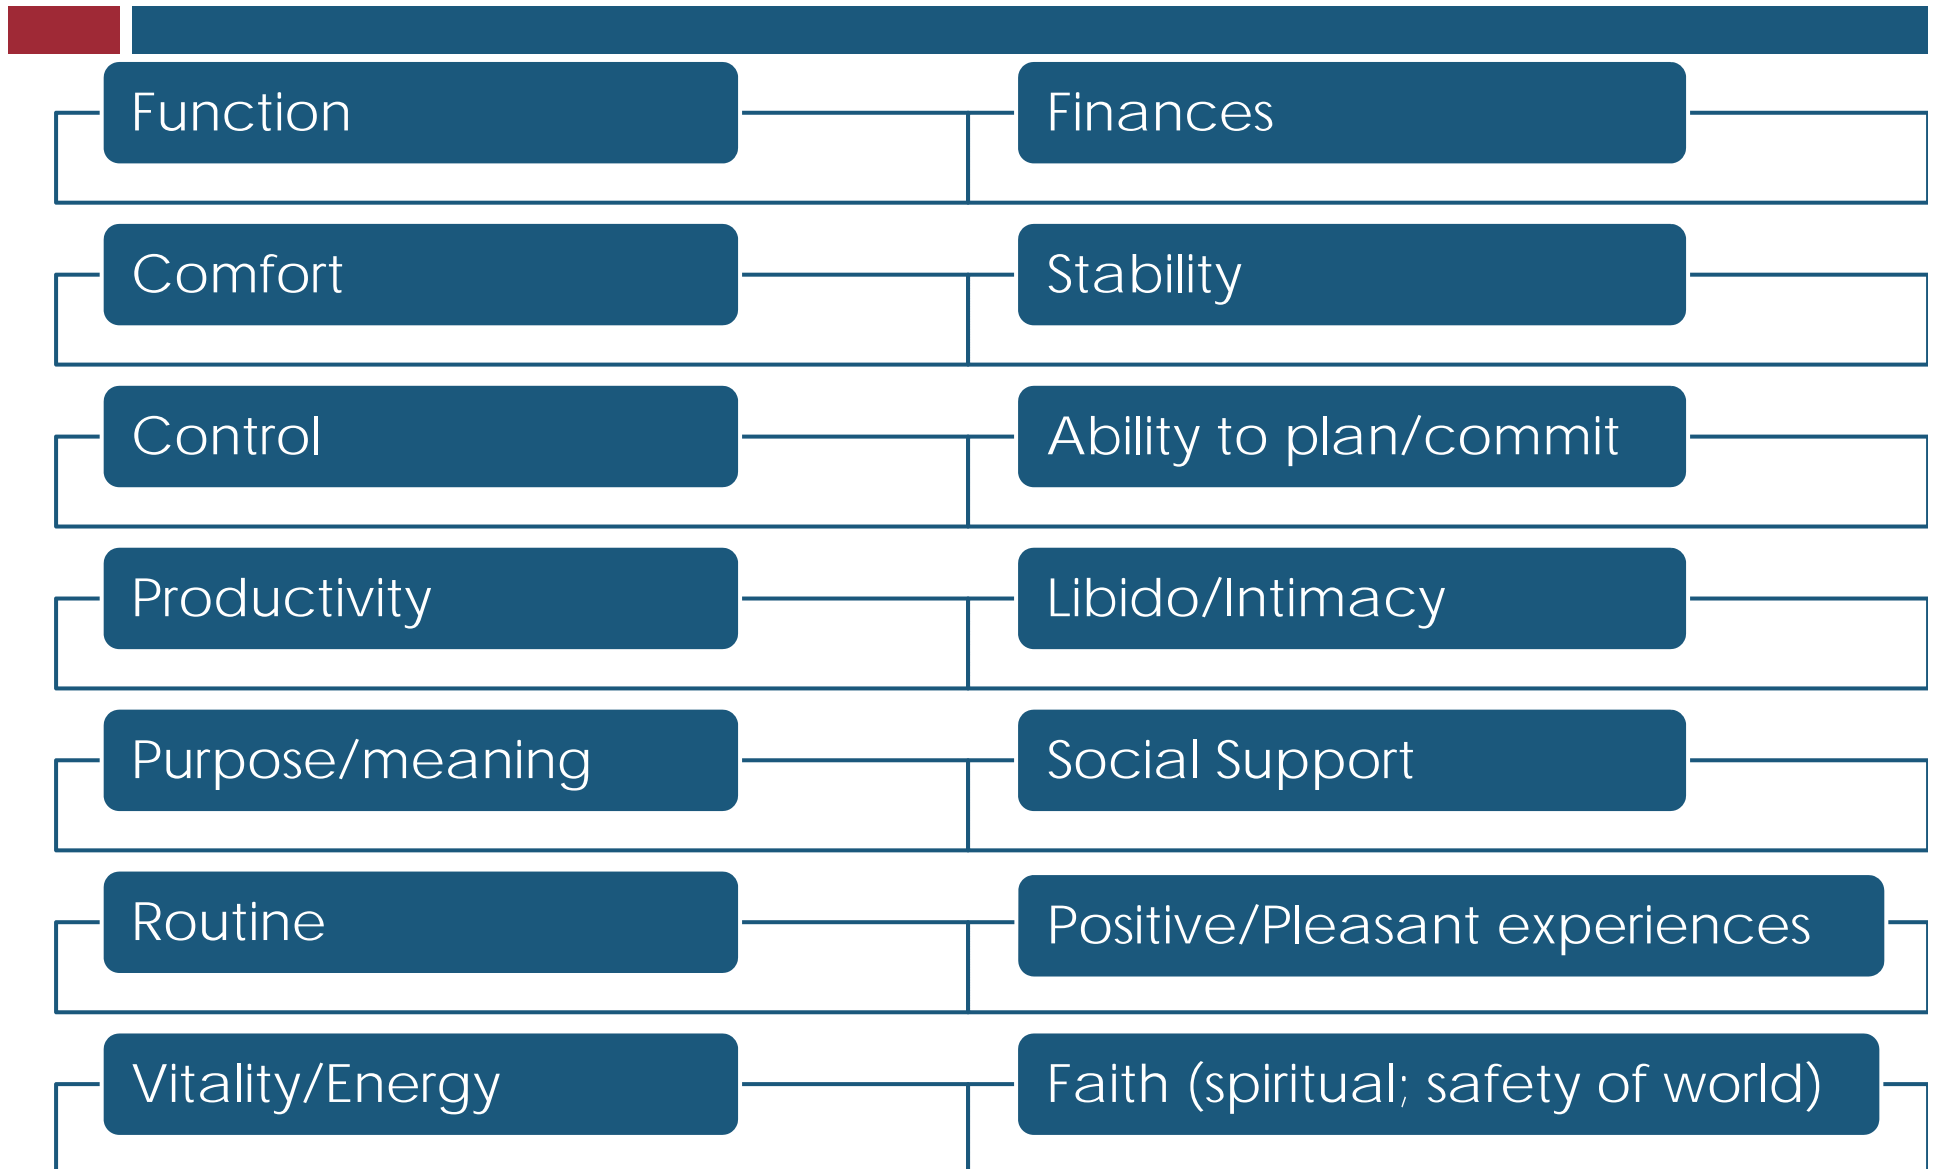 Function
Finances
Comfort
Stability
Control
Ability to plan/commit
Productivity
Libido/Intimacy
Purpose/meaning
Social Support
Routine
Positive/Pleasant experiences
Vitality/Energy
Faith (spiritual; safety of world)